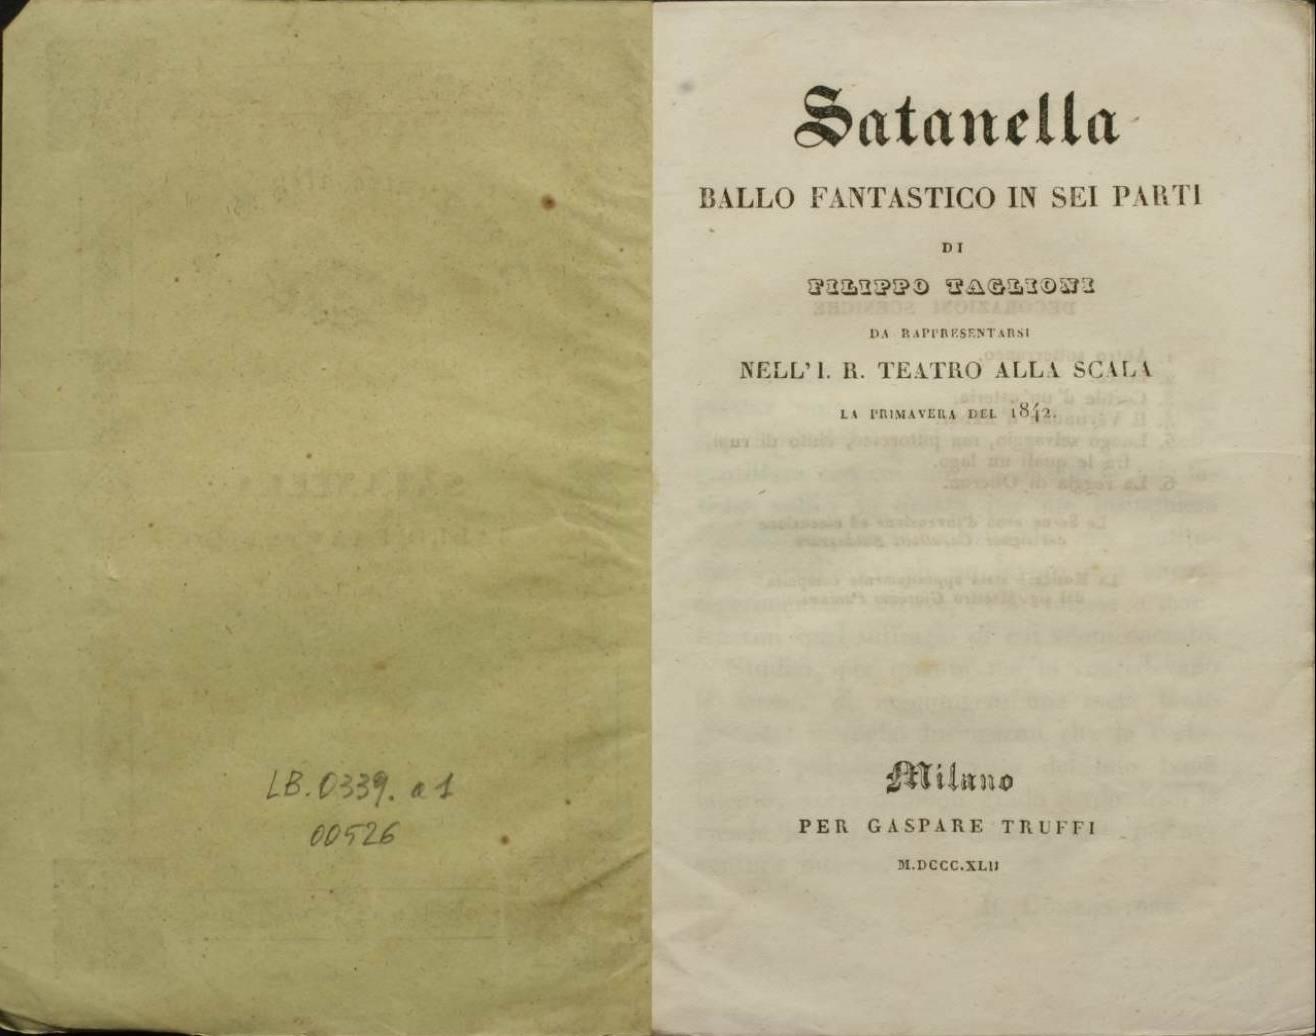 LB.0339. a 1
00526
Satanella
BALLO FANTASTICO IN SEI PARTI
DI
FILIPPO TAGLIONI
DA RAPPRESENTARSI
NELL' I. R. TEATRO ALLA SCALA
LA PRIMAVERA DEL 1842.
Milano
PER GASPARE TRUFFI
M.DCCC.XLII